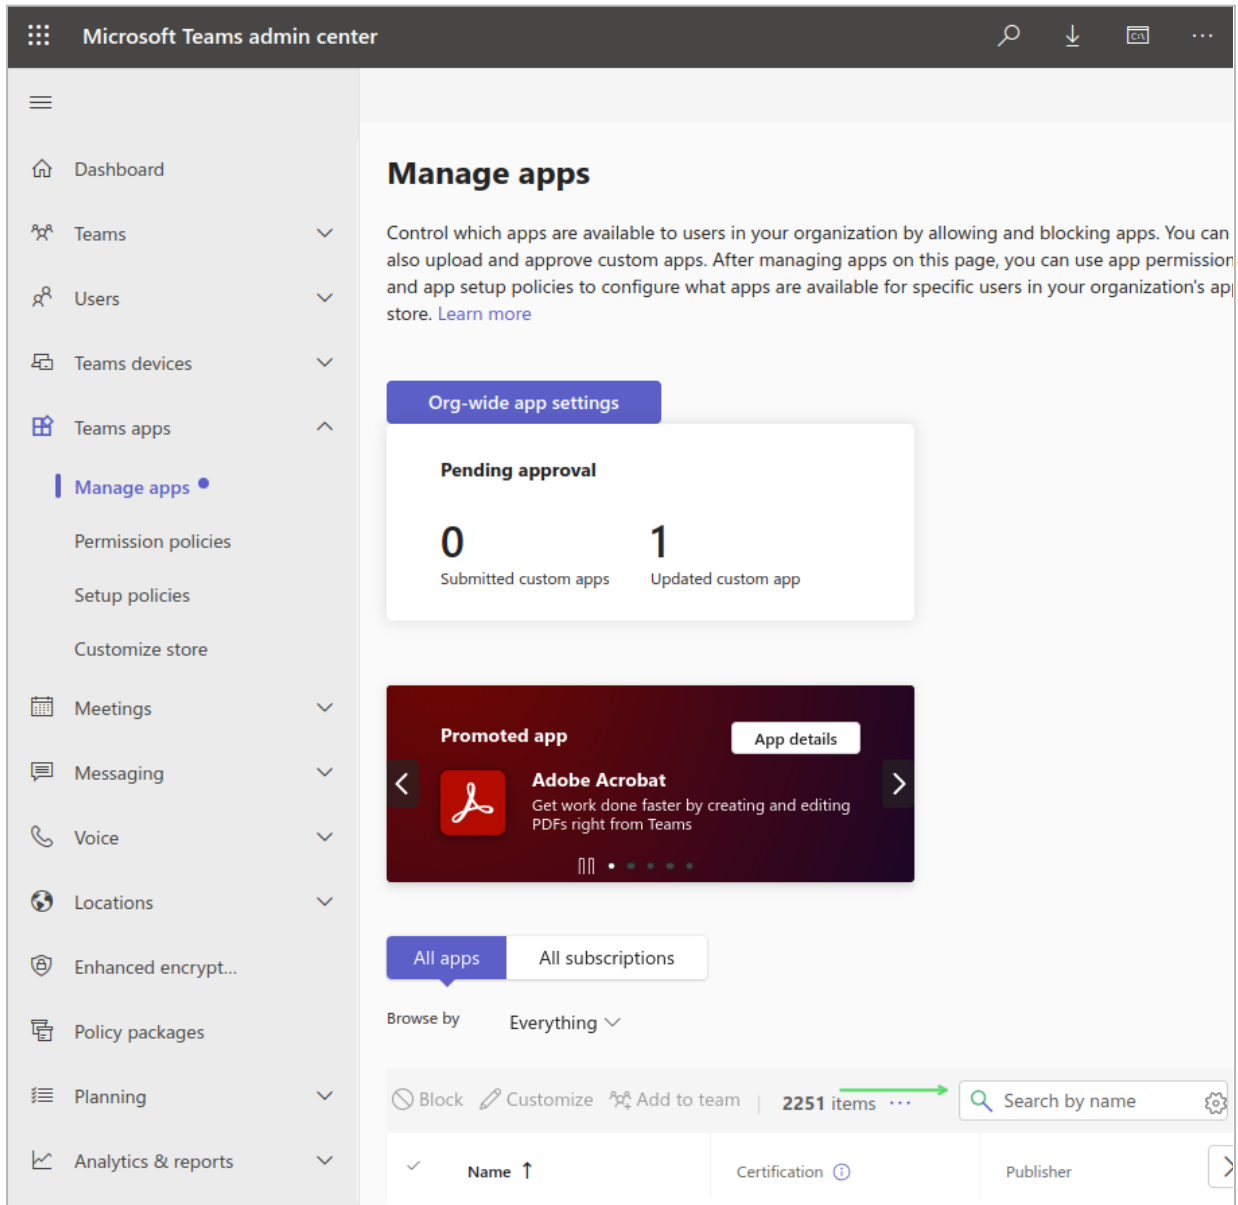 Microsoft Teams admin center
Dashboard
Teams
Users
Teams devices
Teams apps
Manage apps
Permission policies
Setup policies
Customize store
Meetings
Messaging
Voice
Locations
Enhanced encrypt...
Policy packages
Planning
Analytics & reports
Manage apps
Control which apps are available to users in your organization by allowing and blocking apps. You can
also upload and approve custom apps. After managing apps on this page, you can use app permission
and app setup policies to configure what apps are available for specific users in your organization's ap
store. Learn more
Org-wide app settings
Pending approval
0 1
Submitted custom apps Updated custom app
Promoted app App details
Adobe Acrobat
Get work done faster by creating and editing
PDFs right from Teams
All apps All subscriptions
Browse by Everything
Block Customize Add to team | 2251 items ... Search by name
Name ↑ Certification Publisher